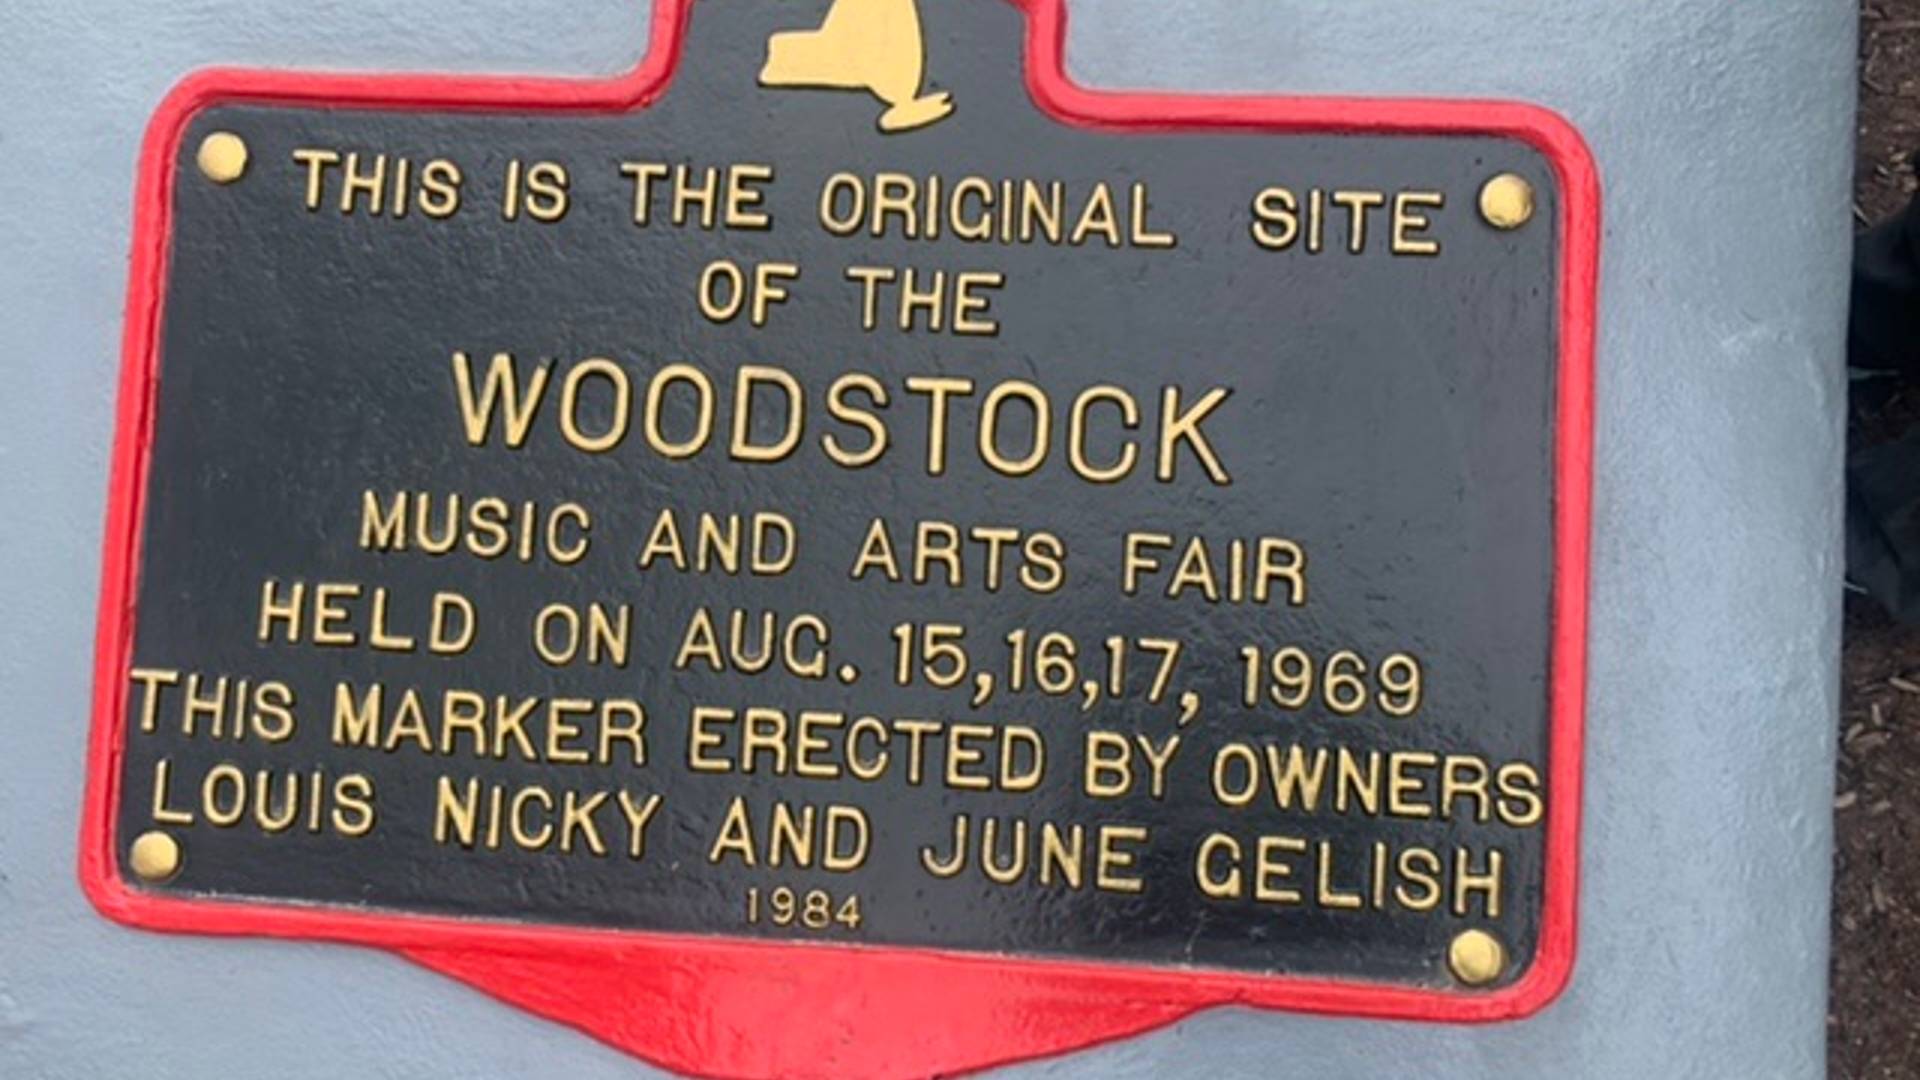 THIS IS THE ORIGINAL SITE
OF THE
WOODSTOCK
MUSIC AND ARTS FAIR
HELD ON AUG. 15,16,17, 1969
THIS MARKER ERECTED BY OWNERS
LOUIS NICKY AND JUNE GELISH
1984